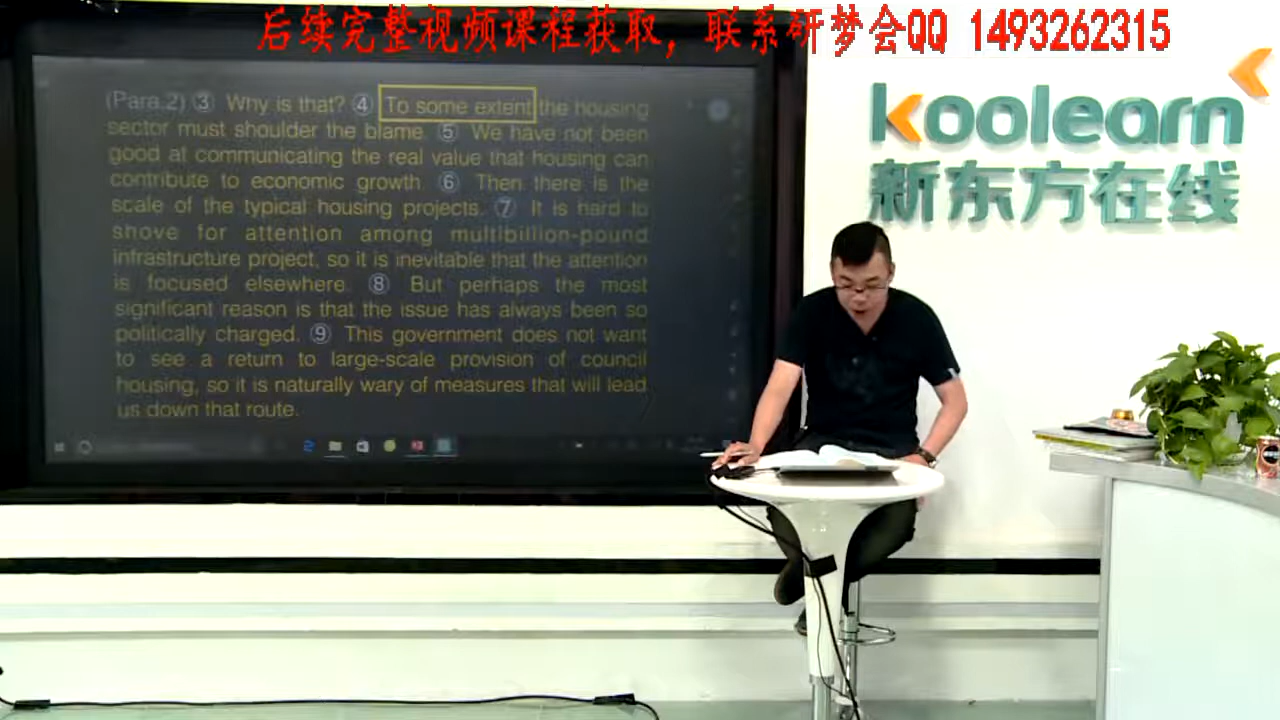 后续完整视频课程获取，联系研梦会QQ 1493262315
koolearn
新东方在线
(Para.2) ③ Why is that? ④ To some extent the housing
sector must shoulder the blame. ⑤ We have not been
good at communicating the real value that housing can
contribute to economic growth. ⑥ Then there is the
scale of the typical housing projects. ⑦ It is hard to
shove for attention among multibillion-pound
infrastructure project, so it is inevitable that the attention
is focused elsewhere. ⑧ But perhaps the most
significant reason is that the issue has always been so
politically charged. ⑨ This government does not want
to see a return to large-scale provision of council
housing, so it is naturally wary of measures that will lead
us down that route.